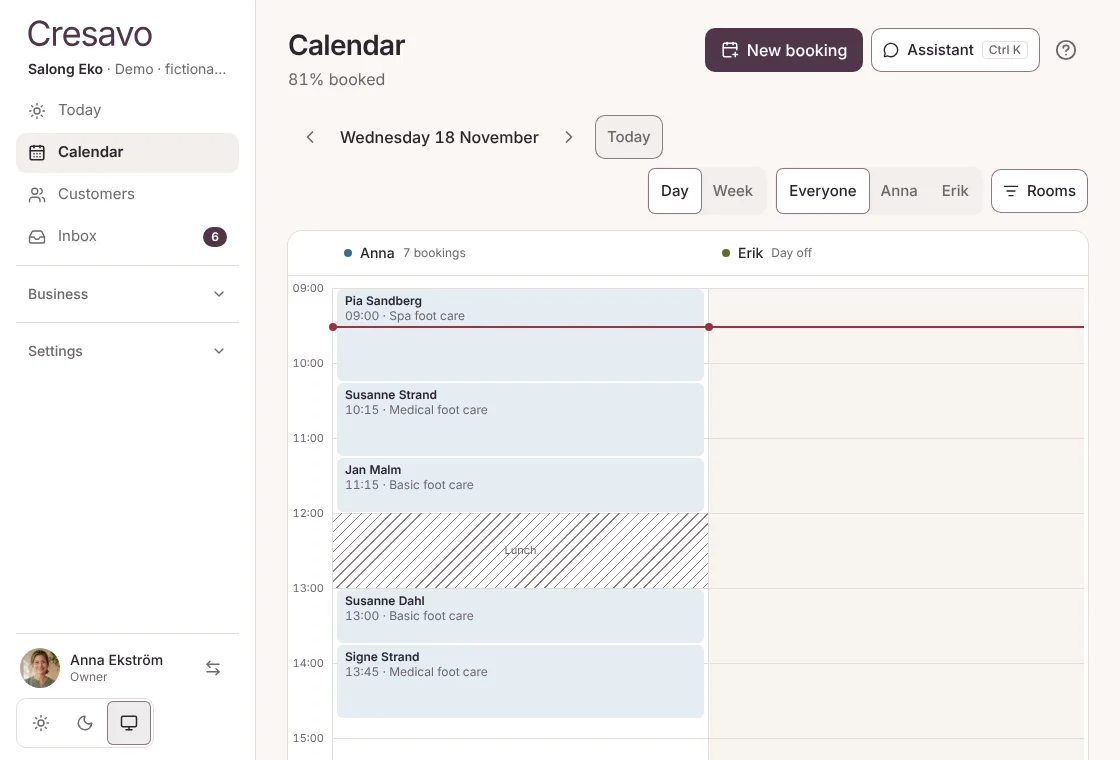 Cresavo
Salong Eko · Demo · fictiona...
Today
Calendar
Customers
Inbox 6
Business
Settings
Anna Ekström
Owner
Calendar
81% booked
New booking
Assistant Ctrl K
Wednesday 18 November
Today
Day Week
Everyone Anna Erik
Rooms
Anna 7 bookings
Erik Day off
09:00
Pia Sandberg
09:00 · Spa foot care
10:00
Susanne Strand
10:15 · Medical foot care
11:00
Jan Malm
11:15 · Basic foot care
12:00
Lunch
13:00
Susanne Dahl
13:00 · Basic foot care
Signe Strand
14:00
13:45 · Medical foot care
15:00